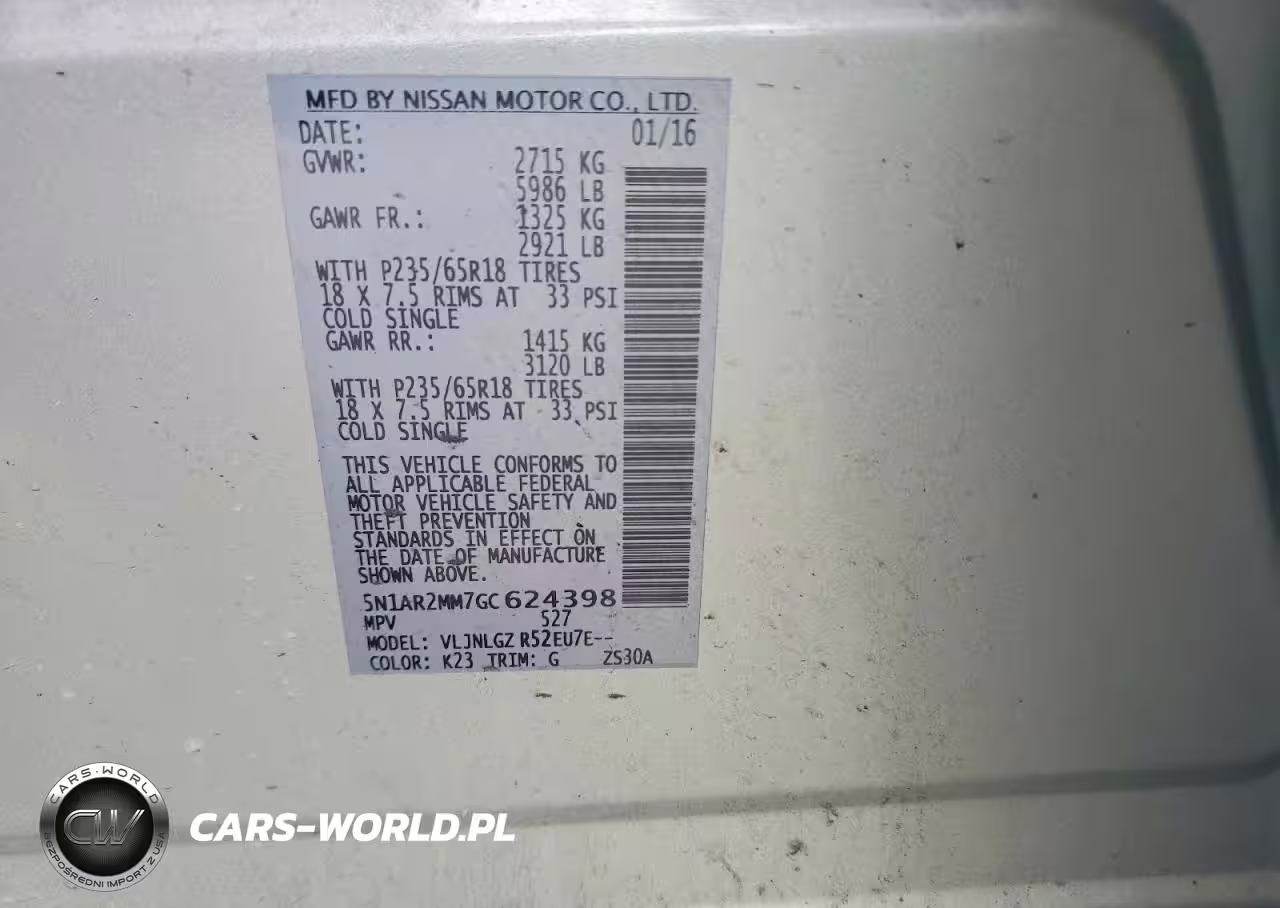 MFD BY NISSAN MOTOR CO., LTD.
DATE: 01/16
GVWR: 2715 KG
5986 LB
GAWR FR.: 1325 KG
2921 LB
WITH P235/65R18 TIRES
18 X 7.5 RIMS AT 33 PSI
COLD SINGLE
GAWR RR.: 1415 KG
3120 LB
WITH P235/65R18 TIRES
18 X 7.5 RIMS AT 33 PSI
COLD SINGLE
THIS VEHICLE CONFORMS TO
ALL APPLICABLE FEDERAL
MOTOR VEHICLE SAFETY AND
THEFT PREVENTION
STANDARDS IN EFFECT ON
THE DATE OF MANUFACTURE
SHOWN ABOVE.
5N1AR2MM7GC624398
MPV 527
MODEL: VLJNLGZ R52EU7E--
COLOR: K23 TRIM: G ZS30A
CARS-WORLD
CW
BEZPOŚREDNI IMPORT Z USA
CARS-WORLD.PL